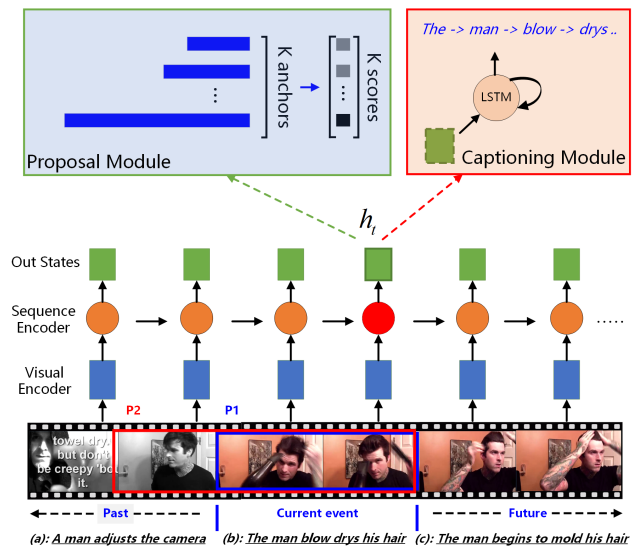 The -> man -> blow -> drys ..
K anchors
K scores
LSTM
Proposal Module
Captioning Module
h_t
Out States
Sequence
Encoder
.....
Visual
Encoder
P2
P1
towel dry.
but don't
be creepy 'bout
it.
Past
Current event
Future
(a): A man adjusts the camera
(b): The man blow drys his hair
(c): The man begins to mold his hair